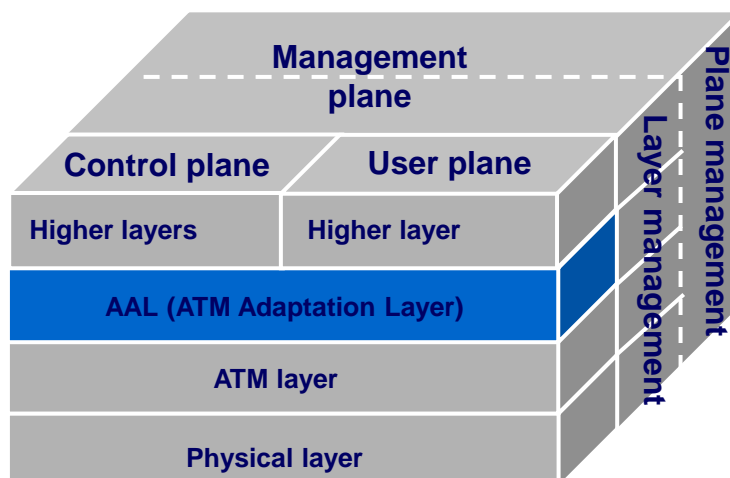 Management
plane
Control plane
User plane
Higher layers
Higher layer
AAL (ATM Adaptation Layer)
ATM layer
Physical layer
Layer management
Plane management